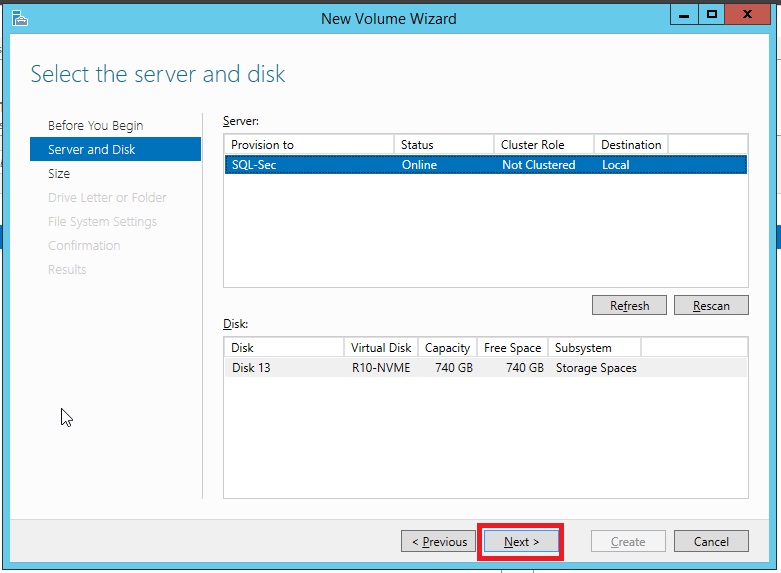 New Volume Wizard
Select the server and disk
Before You Begin
Server and Disk
Size
Drive Letter or Folder
File System Settings
Confirmation
Results
Server:
Provision to Status Cluster Role Destination
SQL-Sec Online Not Clustered Local
Refresh Rescan
Disk:
Disk Virtual Disk Capacity Free Space Subsystem
Disk 13 R10-NVME 740 GB 740 GB Storage Spaces
< Previous Next > Create Cancel